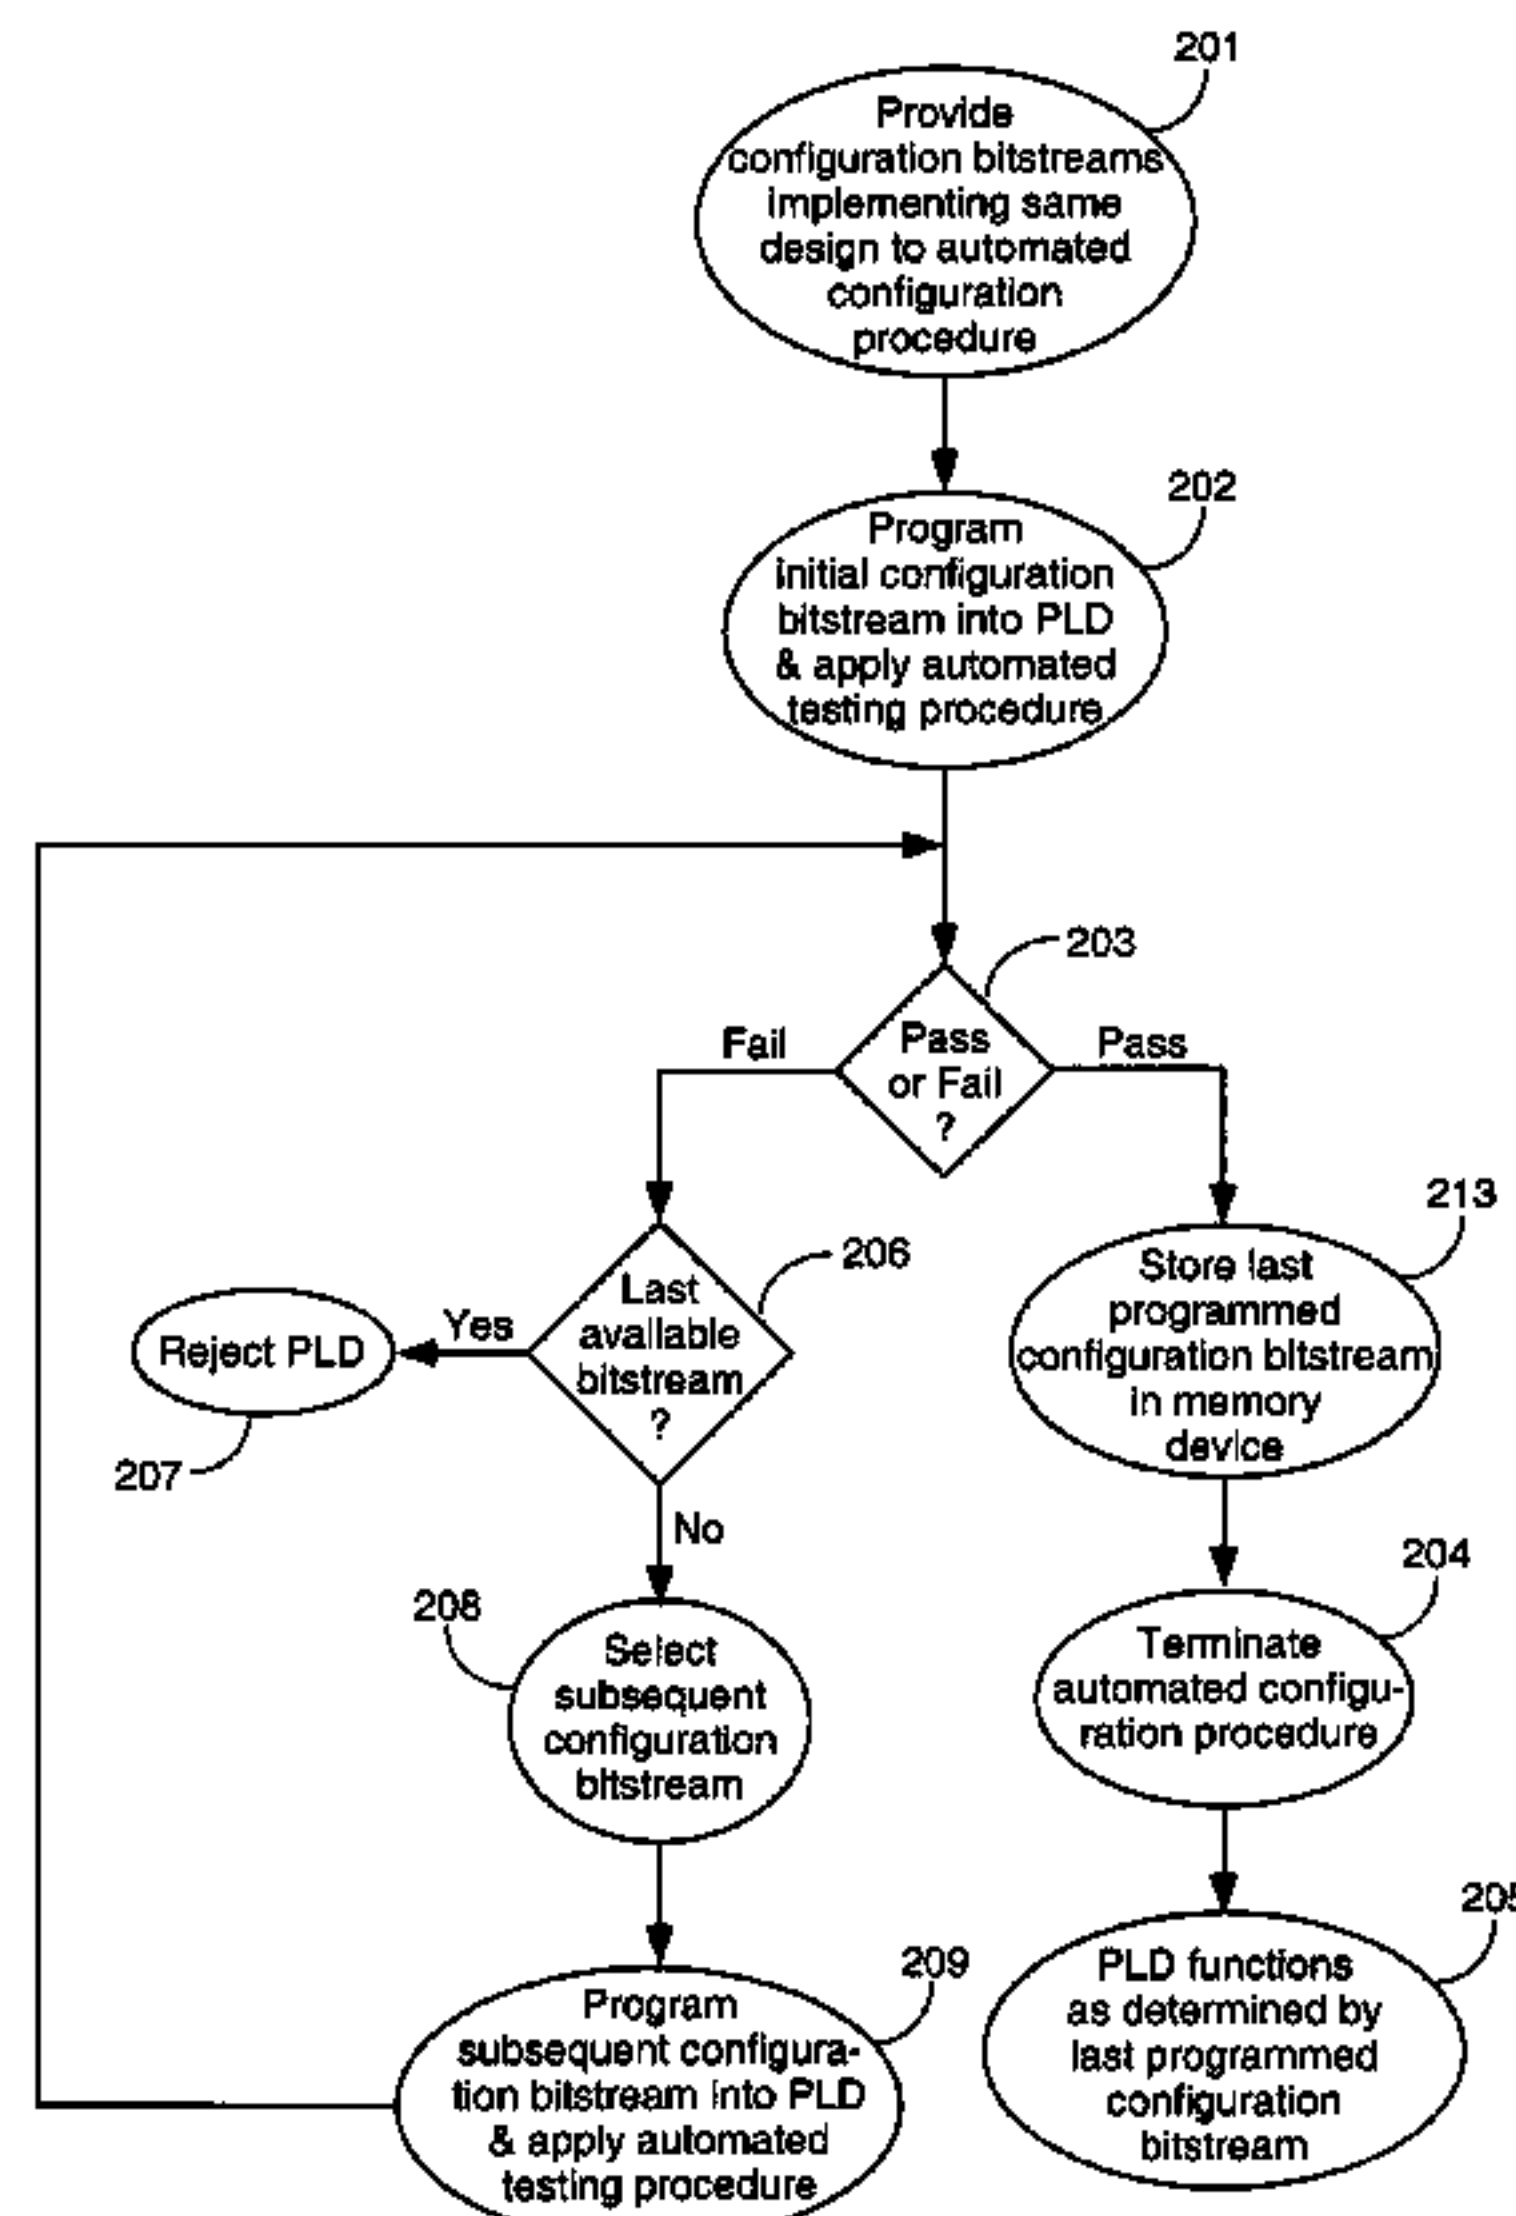 201
Provide
configuration bitstreams
implementing same
design to automated
configuration
procedure
202
Program
initial configuration
bitstream into PLD
& apply automated
testing procedure
203
Pass
or Fail
?
Fail
Pass
213
Store last
programmed
configuration bitstream
in memory
device
206
Last
available
bitstream
?
Yes
Reject PLD
207
No
204
Terminate
automated configu-
ration procedure
208
Select
subsequent
configuration
bitstream
205
PLD functions
as determined by
last programmed
configuration
bitstream
209
Program
subsequent configura-
tion bitstream into PLD
& apply automated
testing procedure